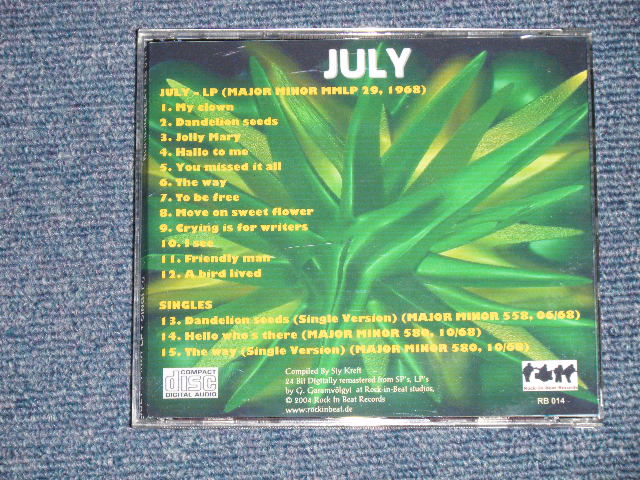 JULY
JULY - LP (MAJOR MINOR MMLP 29, 1968)
1. My clown
2. Dandelion seeds
3. Jolly Mary
4. Hallo to me
5. You missed it all
6. The way
7. To be free
8. Move on sweet flower
9. Crying is for writers
10. I see
11. Friendly man
12. A bird lived
SINGLES
13. Dandelion seeds (Single Version) (MAJOR MINOR 558, 06/68)
14. Hello who's there (MAJOR MINOR 580, 10/68)
15. The way (Single Version) (MAJOR MINOR 580, 10/68)
COMPACT
disc
DIGITAL AUDIO
Compiled By Sly Kreft
24 Bit Digitally remastered from SP's, LP's
by G. Garamvölgyi at Rock-in-Beat studios,
© 2004 Rock In Beat Records
www.rockinbeat.de
Rock In Beat Records
RB 014